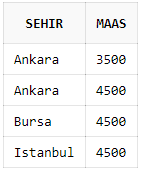 SEHIR MAAS
Ankara 3500
Ankara 4500
Bursa 4500
Istanbul 4500